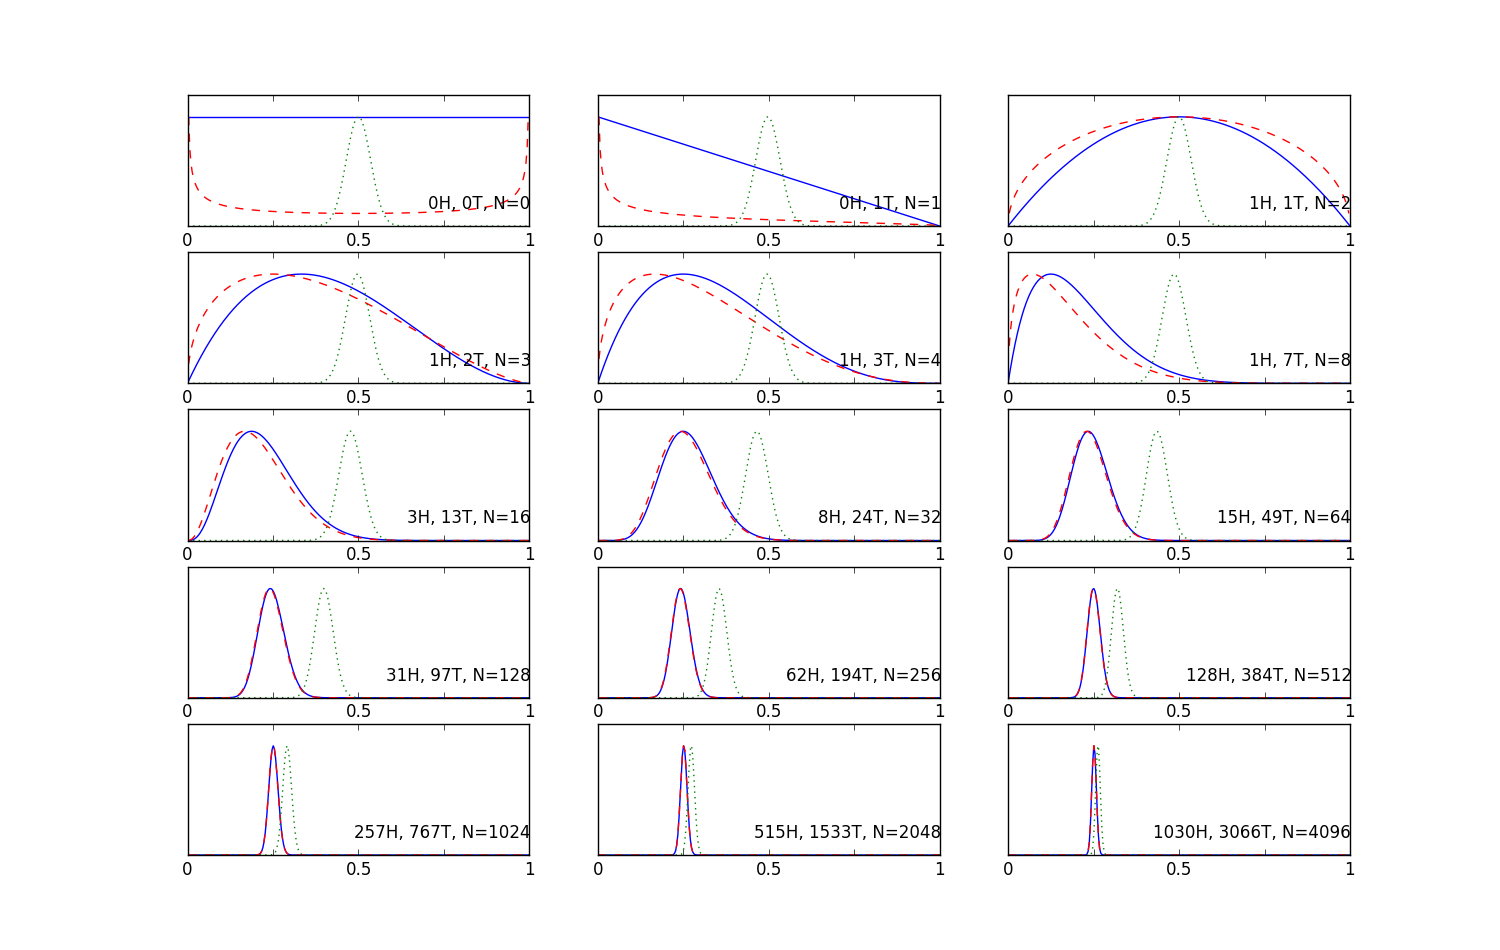 0H, 0T, N=0
0 0.5 1
0H, 1T, N=1
0 0.5 1
1H, 1T, N=2
0 0.5 1
1H, 2T, N=3
0 0.5 1
1H, 3T, N=4
0 0.5 1
1H, 7T, N=8
0 0.5 1
3H, 13T, N=16
0 0.5 1
8H, 24T, N=32
0 0.5 1
15H, 49T, N=64
0 0.5 1
31H, 97T, N=128
0 0.5 1
62H, 194T, N=256
0 0.5 1
128H, 384T, N=512
0 0.5 1
257H, 767T, N=1024
0 0.5 1
515H, 1533T, N=2048
0 0.5 1
1030H, 3066T, N=4096
0 0.5 1